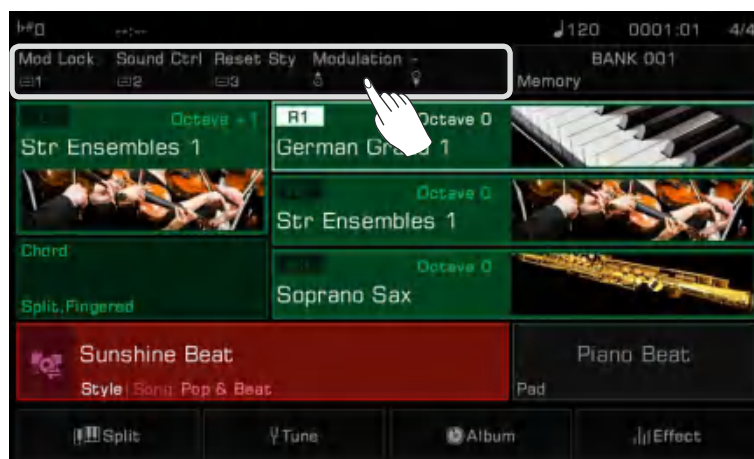 --:-- ♩120 0001:01 4/4
Mod Lock Sound Ctrl Reset Sty Modulation -
1 2 3
BANK 001
Memory
Octave +1
Str Ensembles 1
R1 Octave 0
German 1
Octave 0
Str Ensembles 1
Chord
Split,Fingered
Octave 0
Soprano Sax
Sunshine Beat
Style Song Pop & Beat
Piano Beat
Pad
Split Tune Album Effect